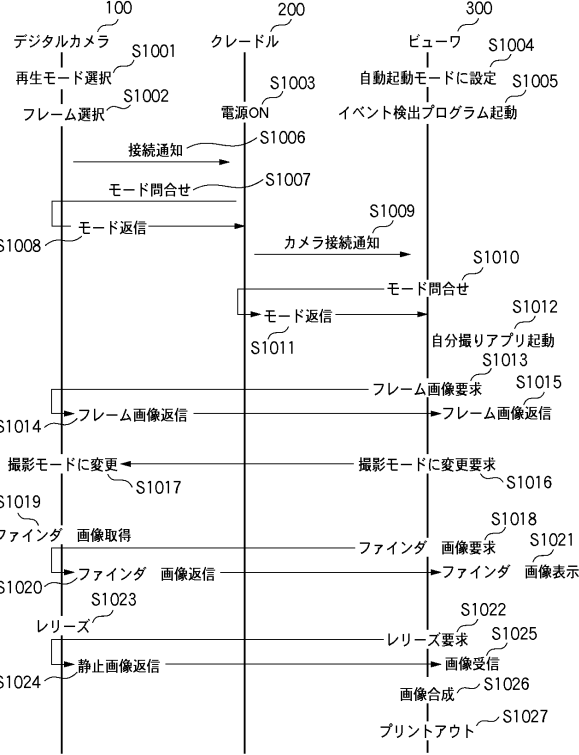 100
200
300
デジタルカメラ
クレードル
ビューワ
S1001
再生モード選択
S1004
自動起動モードに設定
S1002
フレーム選択
S1003
電源ON
S1005
イベント検出プログラム起動
接続通知
S1006
モード問合せ
S1007
S1008
モード返信
S1009
カメラ接続通知
S1010
モード問合せ
モード返信
S1011
S1012
自分撮りアプリ起動
S1013
フレーム画像要求
S1014
フレーム画像返信
S1015
フレーム画像返信
撮影モードに変更
S1017
撮影モードに変更要求
S1016
S1019
ファインダ 画像取得
S1018
ファインダ 画像要求
S1020
ファインダ 画像返信
S1021
ファインダ 画像表示
S1023
レリーズ
S1022
レリーズ要求
S1024
静止画像返信
S1025
画像受信
画像合成
S1026
プリントアウト
S1027